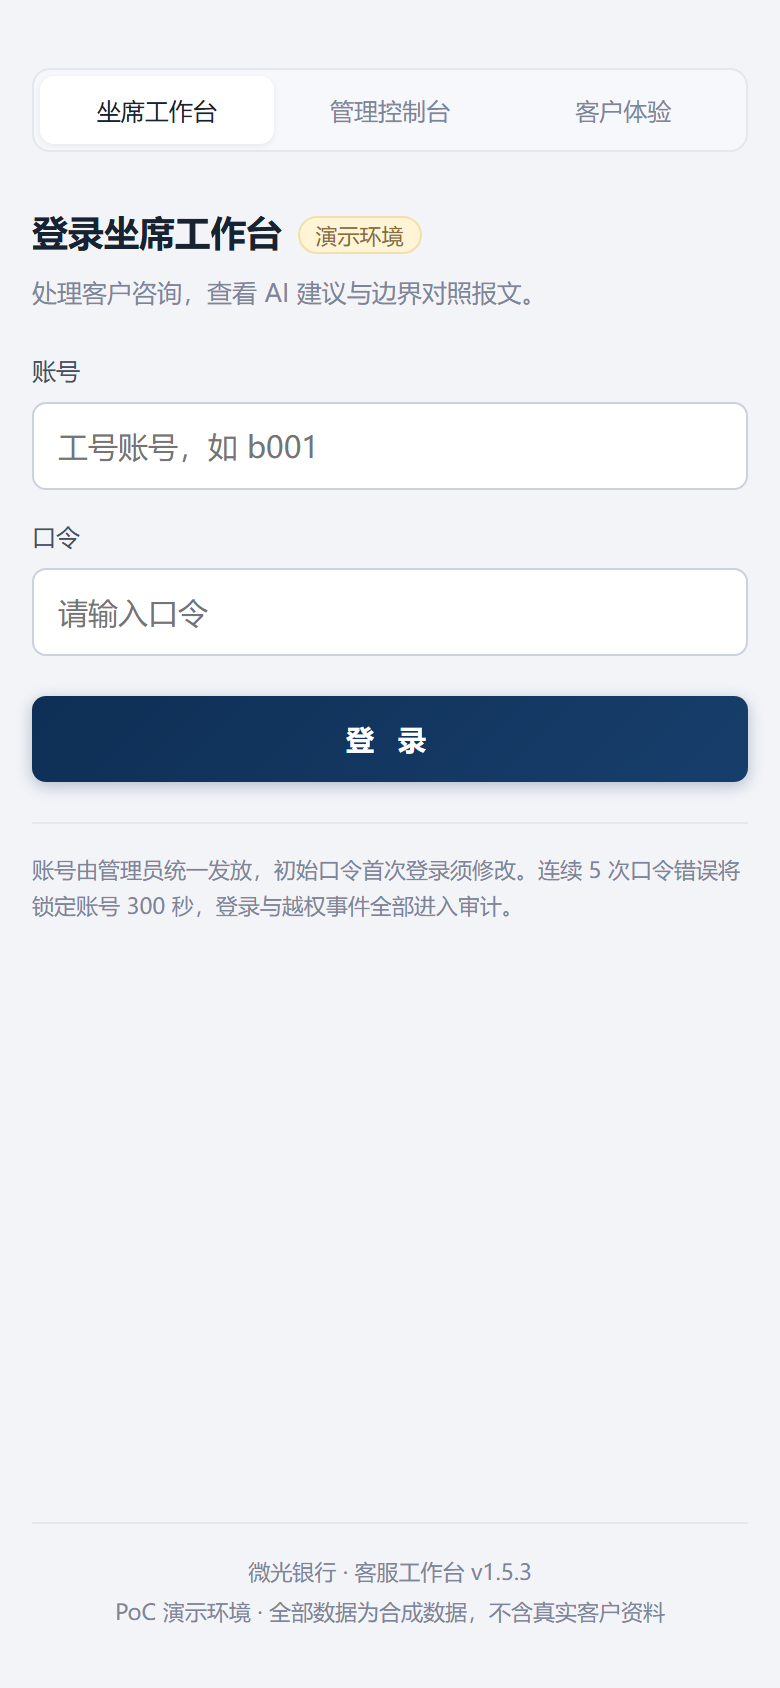 坐席工作台 管理控制台 客户体验
登录坐席工作台 演示环境
处理客户咨询，查看 AI 建议与边界对照报文。
账号
工号账号，如 b001
口令
请输入口令
登 录
账号由管理员统一发放，初始口令首次登录须修改。连续 5 次口令错误将
锁定账号 300 秒，登录与越权事件全部进入审计。
微光银行 · 客服工作台 v1.5.3
PoC 演示环境 · 全部数据为合成数据，不含真实客户资料